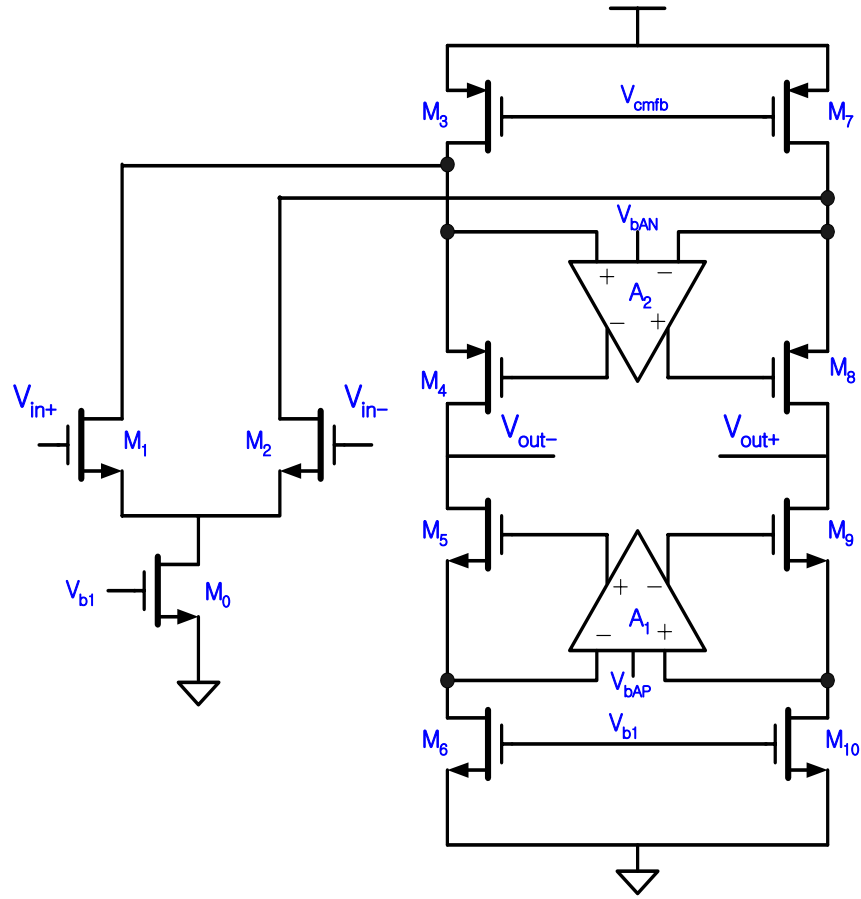 M3
Vcmfb
M7
VbAN
+ −
A2
− +
M4
M8
Vin+
Vin−
M1
M2
Vout−
Vout+
M5
M9
Vb1
M0
+ −
A1
− +
VbAP
M6
Vb1
M10